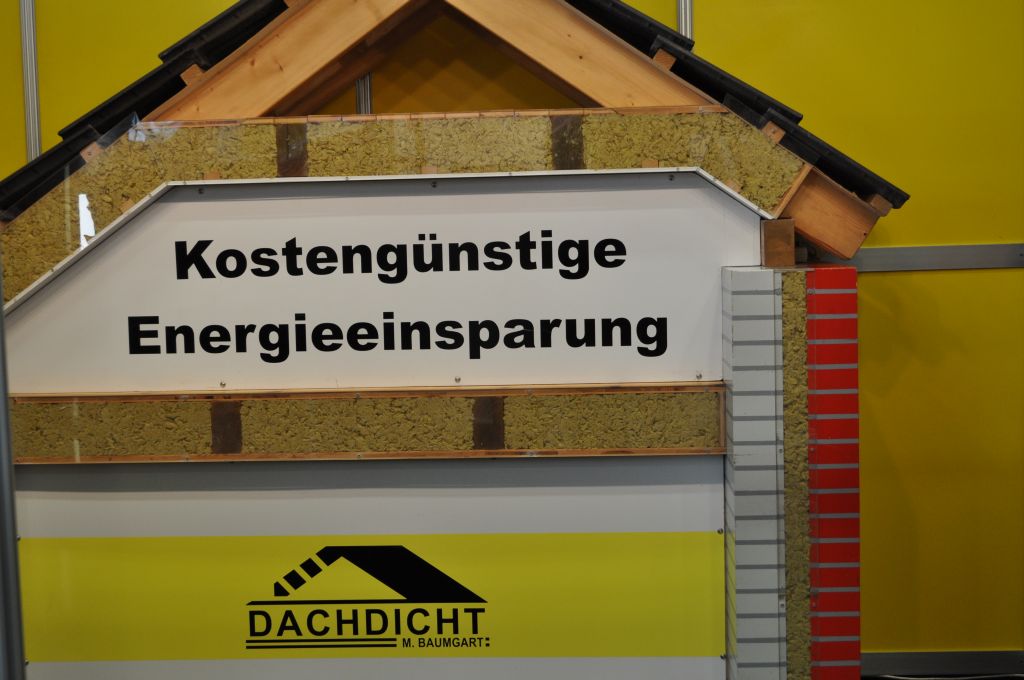 Kostengünstige
Energieeinsparung
DACHDICHT
M. BAUMGART: